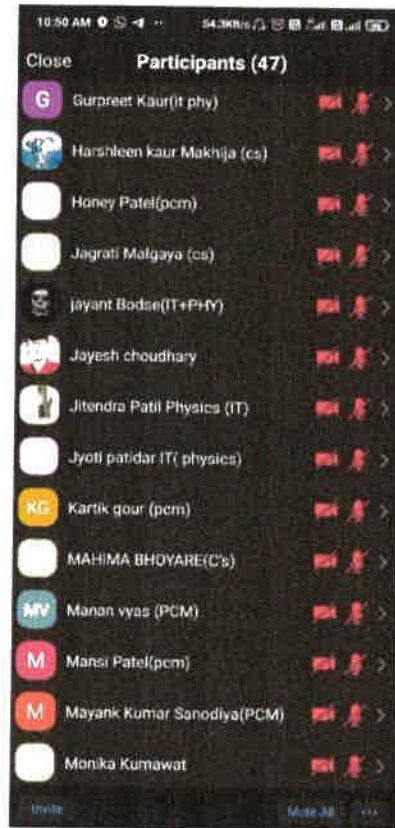 10:50 AM 54.3KB/s
Close Participants (47)
G Gurpreet Kaur(it phy)
Harshleen kaur Makhija (cs)
Honey Patel(pcm)
Jagrati Malgaya (cs)
jayant Bodse(IT+PHY)
Jayesh choudhary
Jitendra Patil Physics (IT)
Jyoti patidar IT( physics)
KG Kartik gour (pcm)
MAHIMA BHOYARE(C's)
MV Manan vyas (PCM)
M Mansi Patel(pcm)
M Mayank Kumar Sanodiya(PCM)
Monika Kumawat
Invite Mute All ...